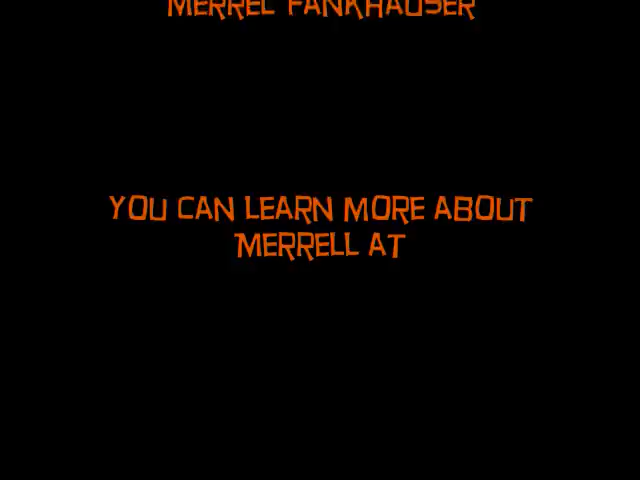 MERREL FANKHAUSER
YOU CAN LEARN MORE ABOUT
MERRELL AT